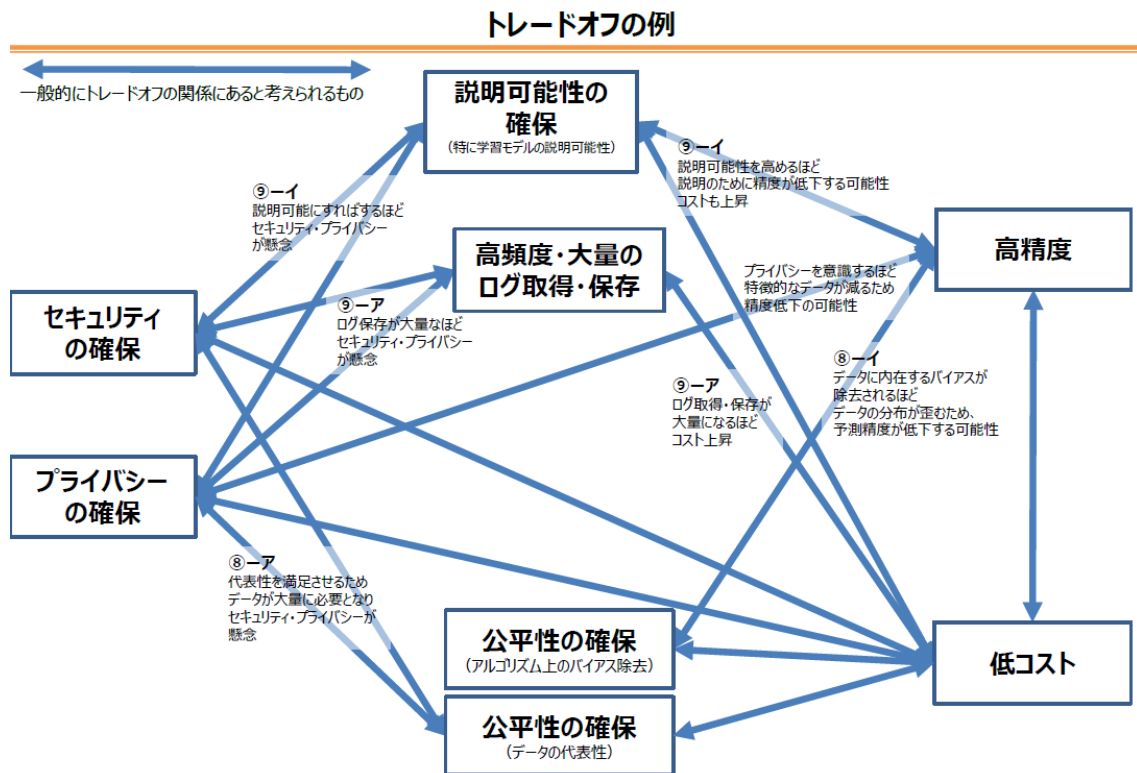 トレードオフの例
一般的にトレードオフの関係にあると考えられるもの
説明可能性の
確保
(特に学習モデルの説明可能性)
⑨ーイ
説明可能にすればするほど
セキュリティ・プライバシー
が懸念
⑨ーイ
説明可能性を高めるほど
説明のために精度が低下する可能性
コストも上昇
高頻度・大量の
ログ取得・保存
高精度
プライバシーを意識するほど
特徴的なデータが減るため
精度低下の可能性
セキュリティ
の確保
⑨ーア
ログ保存が大量なほど
セキュリティ・プライバシー
が懸念
⑧ーイ
データに内在するバイアスが
除去されるほど
データの分布が歪むため、
予測精度が低下する可能性
⑨ーア
ログ取得・保存が
大量になるほど
コスト上昇
プライバシー
の確保
⑧ーア
代表性を満足させるため
データが大量に必要となり
セキュリティ・プライバシーが
懸念
公平性の確保
(アルゴリズム上のバイアス除去)
低コスト
公平性の確保
(データの代表性)